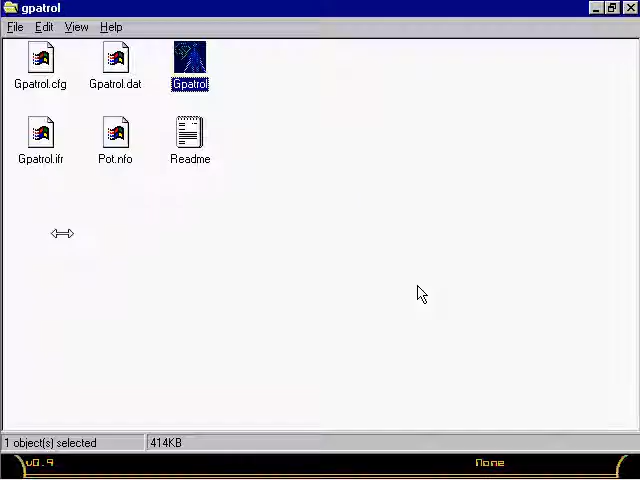 gpatrol
File Edit View Help
Gpatrol.cfg Gpatrol.dat Gpatrol
Gpatrol.ifr Pot.nfo Readme
1 object(s) selected 414KB
v0.9 None